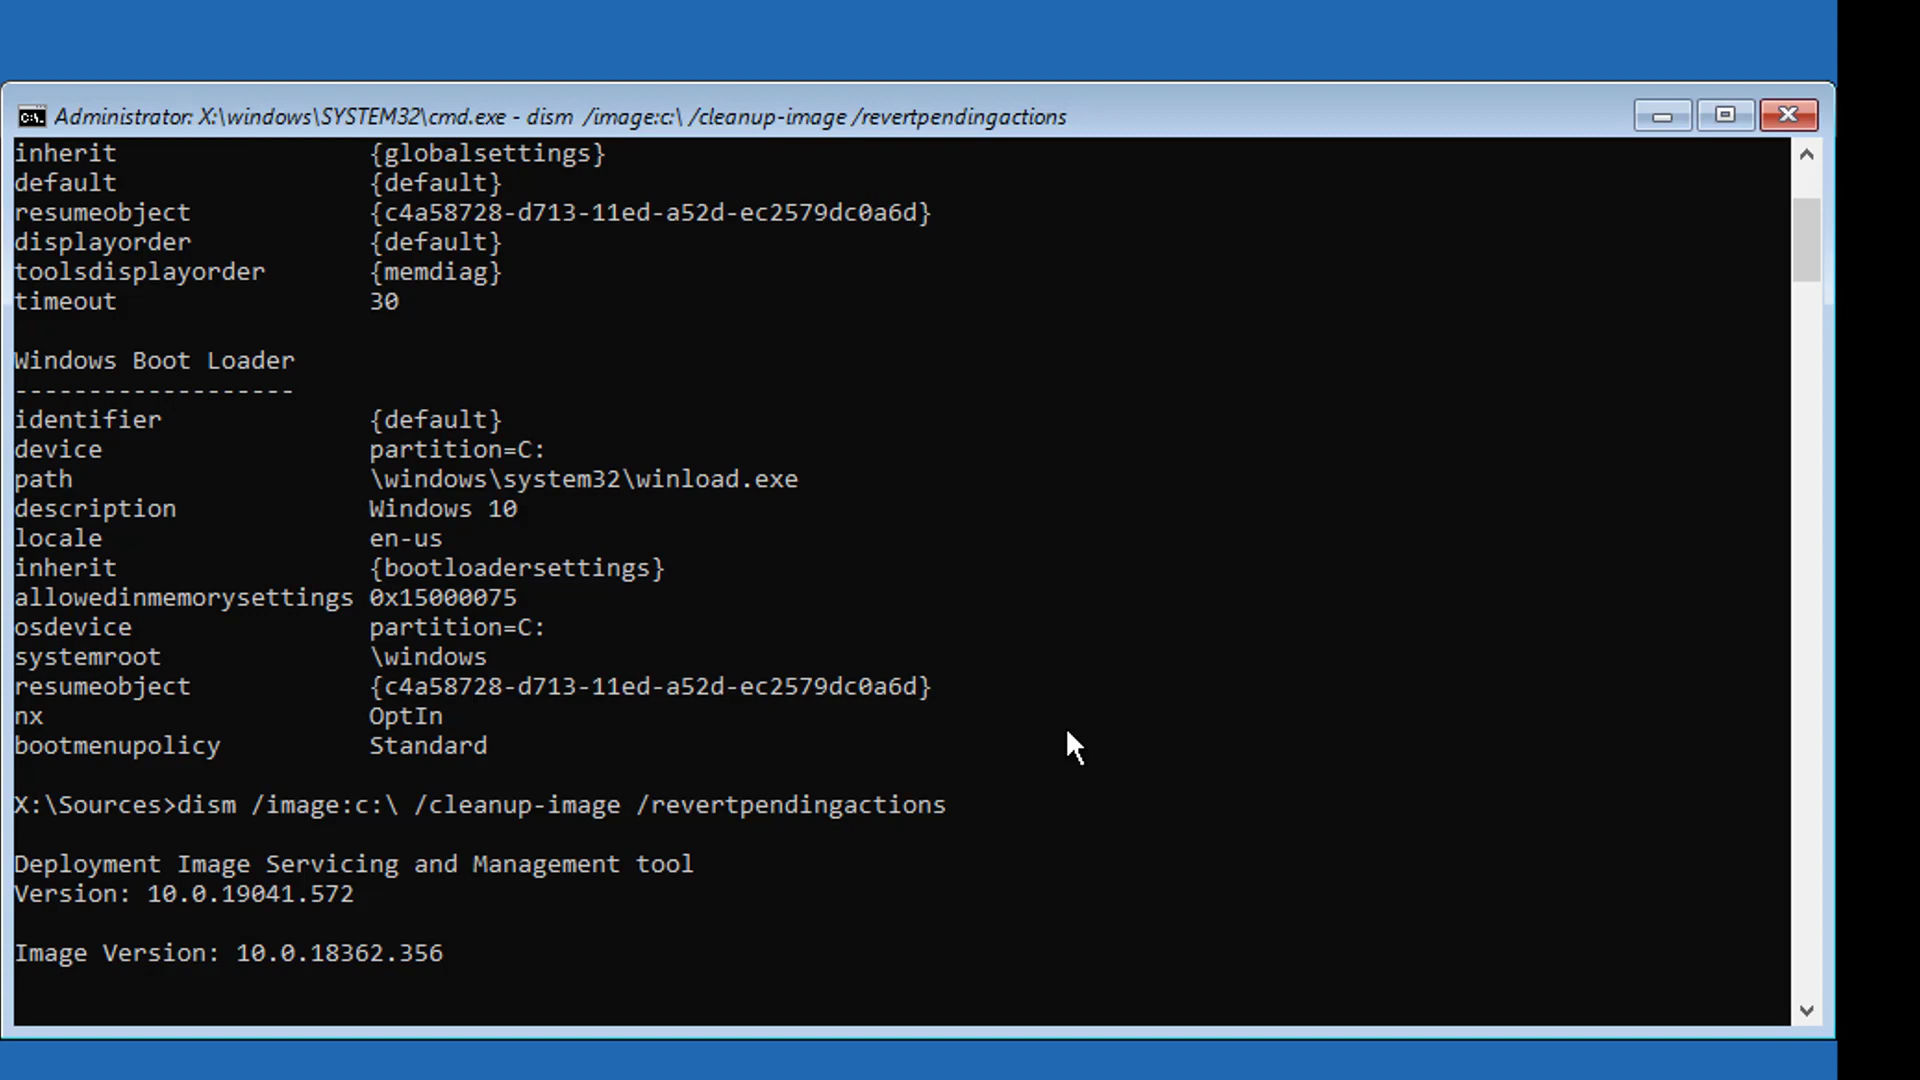 Administrator: X:\windows\SYSTEM32\cmd.exe - dism  /image:c:\ /cleanup-image /revertpendingactions
inherit                 {globalsettings}
default                 {default}
resumeobject            {c4a58728-d713-11ed-a52d-ec2579dc0a6d}
displayorder            {default}
toolsdisplayorder       {memdiag}
timeout                 30

Windows Boot Loader
-------------------
identifier              {default}
device                  partition=C:
path                    \windows\system32\winload.exe
description             Windows 10
locale                  en-us
inherit                 {bootloadersettings}
allowedinmemorysettings 0x15000075
osdevice                partition=C:
systemroot              \windows
resumeobject            {c4a58728-d713-11ed-a52d-ec2579dc0a6d}
nx                      OptIn
bootmenupolicy          Standard

X:\Sources>dism /image:c:\ /cleanup-image /revertpendingactions

Deployment Image Servicing and Management tool
Version: 10.0.19041.572

Image Version: 10.0.18362.356